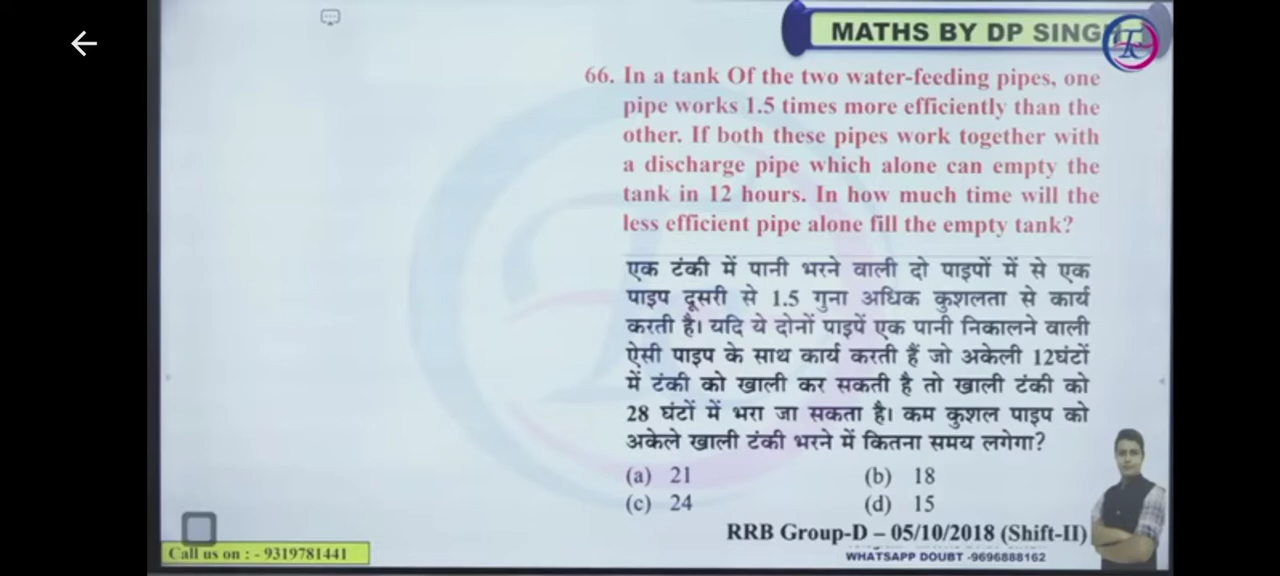 MATHS BY DP SING
66. In a tank Of the two water-feeding pipes, one
pipe works 1.5 times more efficiently than the
other. If both these pipes work together with
a discharge pipe which alone can empty the
tank in 12 hours. In how much time will the
less efficient pipe alone fill the empty tank?
एक टंकी में पानी भरने वाली दो पाइपों में से एक
पाइप दूसरी से 1.5 गुना अधिक कुशलता से कार्य
करती है। यदि ये दोनों पाइपें एक पानी निकालने वाली
ऐसी पाइप के साथ कार्य करती हैं जो अकेली 12घंटों
में टंकी को खाली कर सकती है तो खाली टंकी को
28 घंटों में भरा जा सकता है। कम कुशल पाइप को
अकेले खाली टंकी भरने में कितना समय लगेगा?
(a) 21 (b) 18
(c) 24 (d) 15
RRB Group-D – 05/10/2018 (Shift-II)
Call us on : - 9319781441
WHATSAPP DOUBT -9696888162